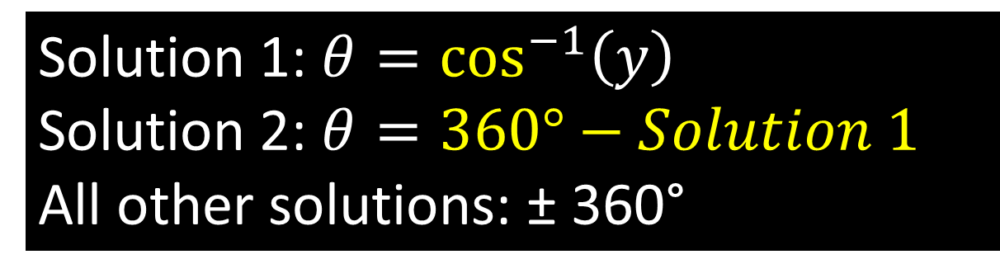 Solution 1: θ = cos⁻¹(y)
Solution 2: θ = 360° − Solution 1
All other solutions: ± 360°